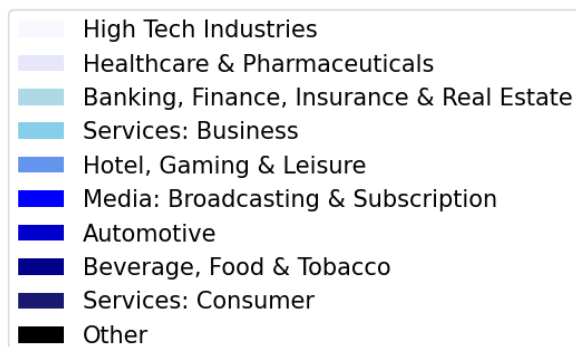 High Tech Industries
Healthcare & Pharmaceuticals
Banking, Finance, Insurance & Real Estate
Services: Business
Hotel, Gaming & Leisure
Media: Broadcasting & Subscription
Automotive
Beverage, Food & Tobacco
Services: Consumer
Other